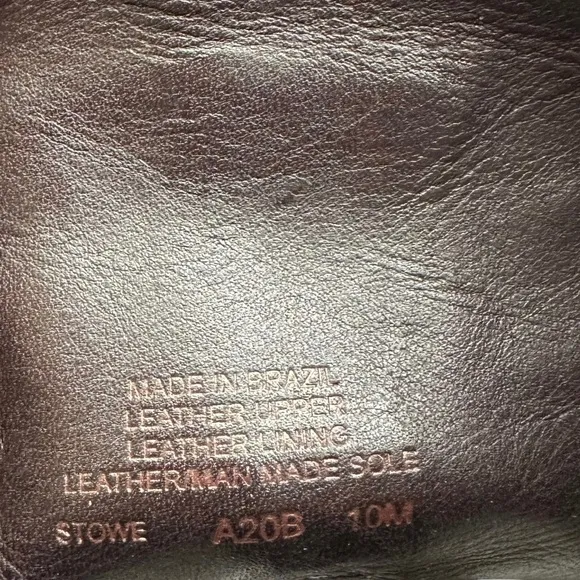 MADE IN BRAZIL
LEATHER UPPER
LEATHER LINING
LEATHER/MAN MADE SOLE
STOWE A20B 10M